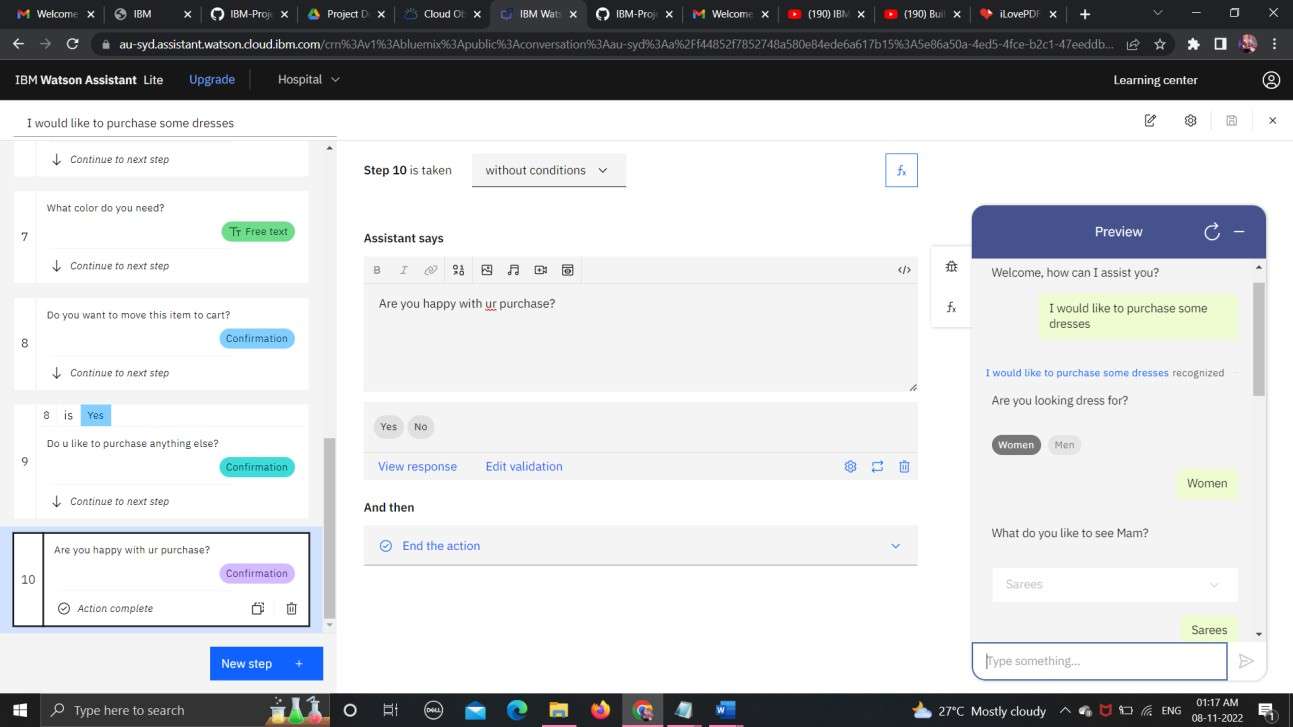 Welcome
IBM
IBM-Proje
Project De
Cloud Ob
IBM Wats
IBM-Proje
Welcome
(190) IBM
(190) Buil
iLovePDF
au-syd.assistant.watson.cloud.ibm.com/crn%3Av1%3Abluemix%3Apublic%3Aconversation%3Aau-syd%3Aa%2Ff44852f7852748a580e84ede6a617b15%3A5e86a50a-4ed5-4fce-b2c1-47eeddb...
IBM Watson Assistant Lite
Upgrade
Hospital
Learning center
I would like to purchase some dresses
Continue to next step
7
What color do you need?
Free text
Continue to next step
8
Do you want to move this item to cart?
Confirmation
Continue to next step
8 is Yes
9
Do u like to purchase anything else?
Confirmation
Continue to next step
10
Are you happy with ur purchase?
Confirmation
Action complete
New step +
Step 10 is taken
without conditions
fx
Assistant says
B I
</>
Are you happy with ur purchase?
Yes No
View response
Edit validation
And then
End the action
fx
Preview
Welcome, how can I assist you?
I would like to purchase some
dresses
I would like to purchase some dresses recognized
Are you looking dress for?
Women Men
Women
What do you like to see Mam?
Sarees
Sarees
Type something...
Type here to search
DELL
27°C Mostly cloudy
ENG
01:17 AM
08-11-2022
1